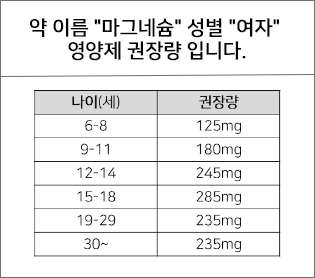 약 이름 "마그네슘" 성별 "여자"
영양제 권장량 입니다.
나이(세) 권장량
6-8 125mg
9-11 180mg
12-14 245mg
15-18 285mg
19-29 235mg
30~ 235mg